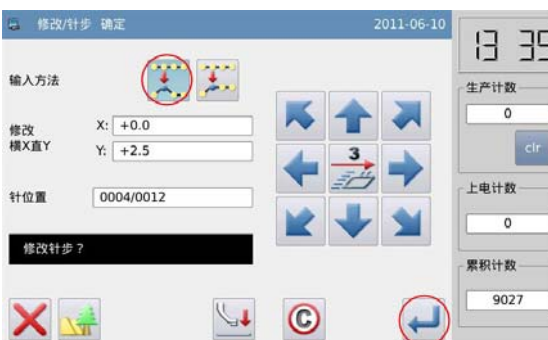 修改/针步 确定 2011-06-10
13 35
输入方法
生产计数
0
clr
修改
横X直Y
X: +0.0
Y: +2.5
3
上电计数
0
针位置 0004/0012
修改针步?
累积计数
9027
C